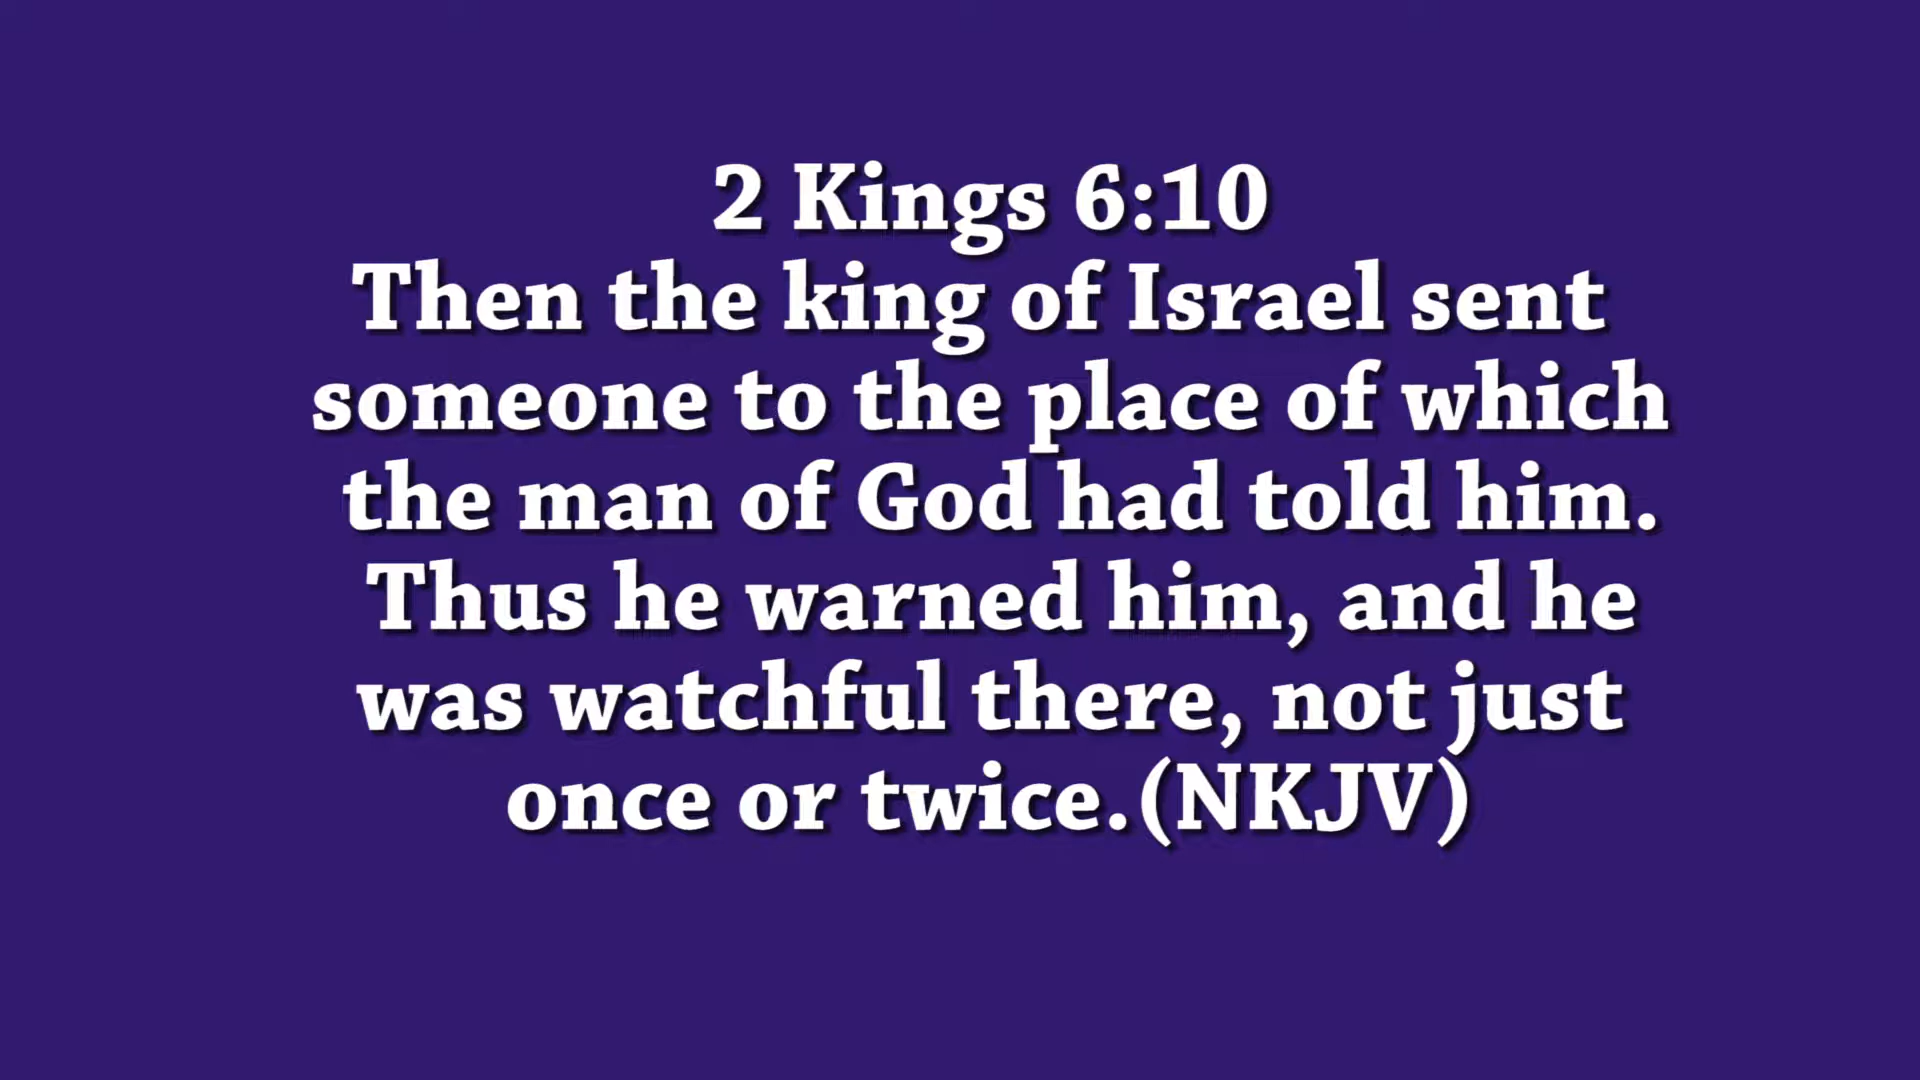 2 Kings 6:10
Then the king of Israel sent
someone to the place of which
the man of God had told him.
Thus he warned him, and he
was watchful there, not just
once or twice.(NKJV)